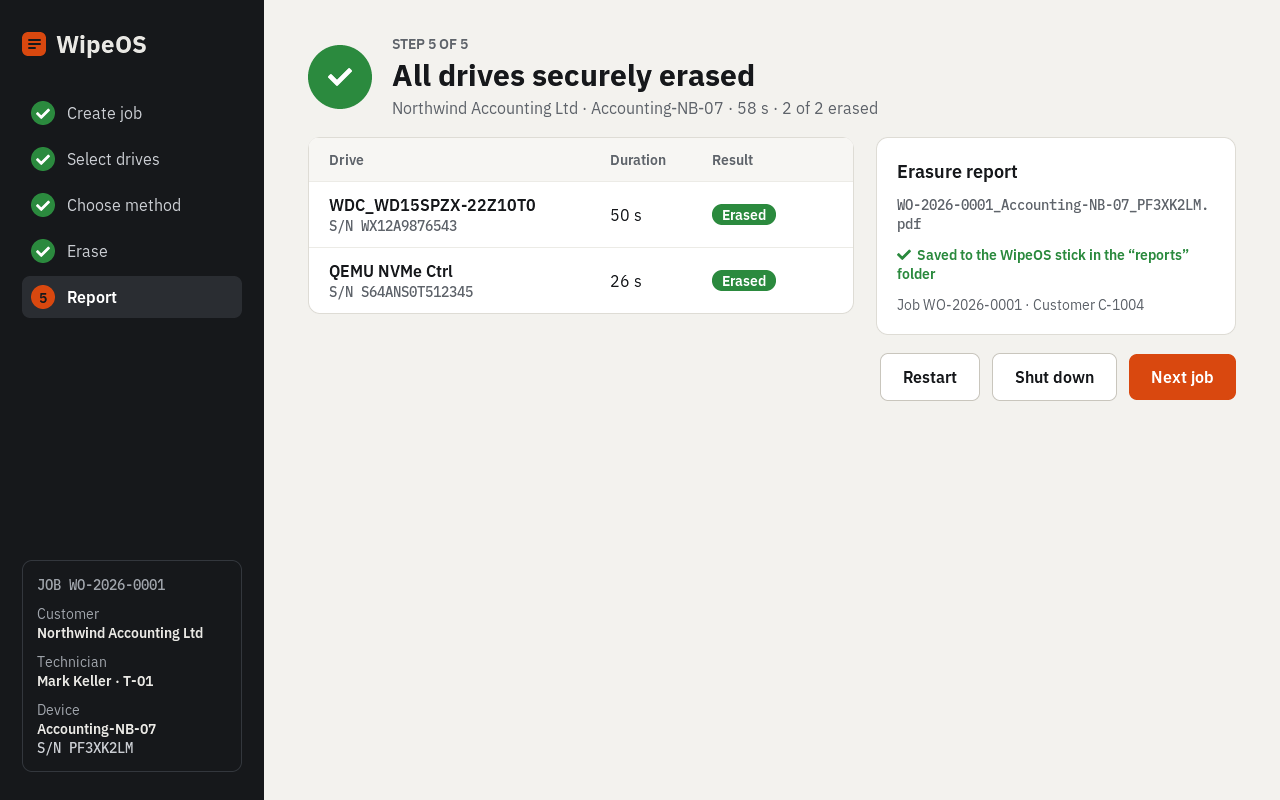 WipeOS
Create job
Select drives
Choose method
Erase
5 Report
JOB WO-2026-0001
Customer
Northwind Accounting Ltd
Technician
Mark Keller · T-01
Device
Accounting-NB-07
S/N PF3XK2LM
STEP 5 OF 5
All drives securely erased
Northwind Accounting Ltd · Accounting-NB-07 · 58 s · 2 of 2 erased
Drive Duration Result
WDC_WD15SPZX-22Z10T0
S/N WX12A9876543
50 s Erased
QEMU NVMe Ctrl
S/N S64ANS0T512345
26 s Erased
Erasure report
WO-2026-0001_Accounting-NB-07_PF3XK2LM.
pdf
Saved to the WipeOS stick in the “reports”
folder
Job WO-2026-0001 · Customer C-1004
Restart Shut down Next job